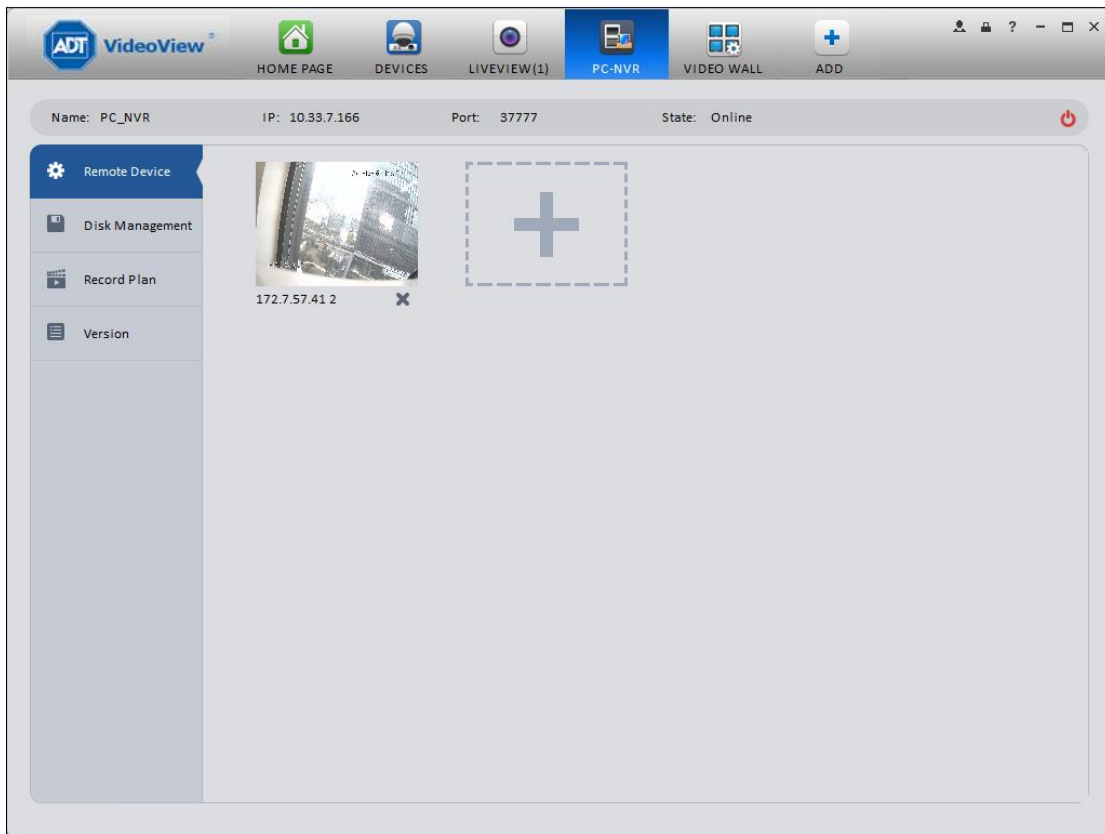 ADT VideoView ®
HOME PAGE DEVICES LIVEVIEW(1) PC-NVR VIDEO WALL ADD
?
Name: PC_NVR IP: 10.33.7.166 Port: 37777 State: Online
Remote Device
Disk Management
Record Plan
Version
172.7.57.41 2